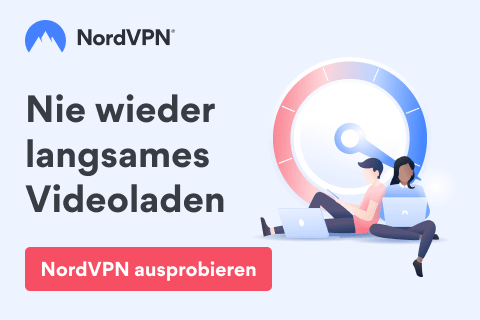 NordVPN®
Nie wieder
langsames
Videoladen
NordVPN ausprobieren